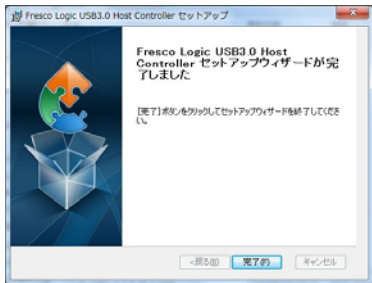 Fresco Logic USB3.0 Host Controller セットアップ
Fresco Logic USB3.0 Host
Controller セットアップウィザードが完
了しました
[完了]ボタンをクリックしてセットアップウィザードを終了してくださ
い。
<戻る(B)
完了(F)
キャンセル